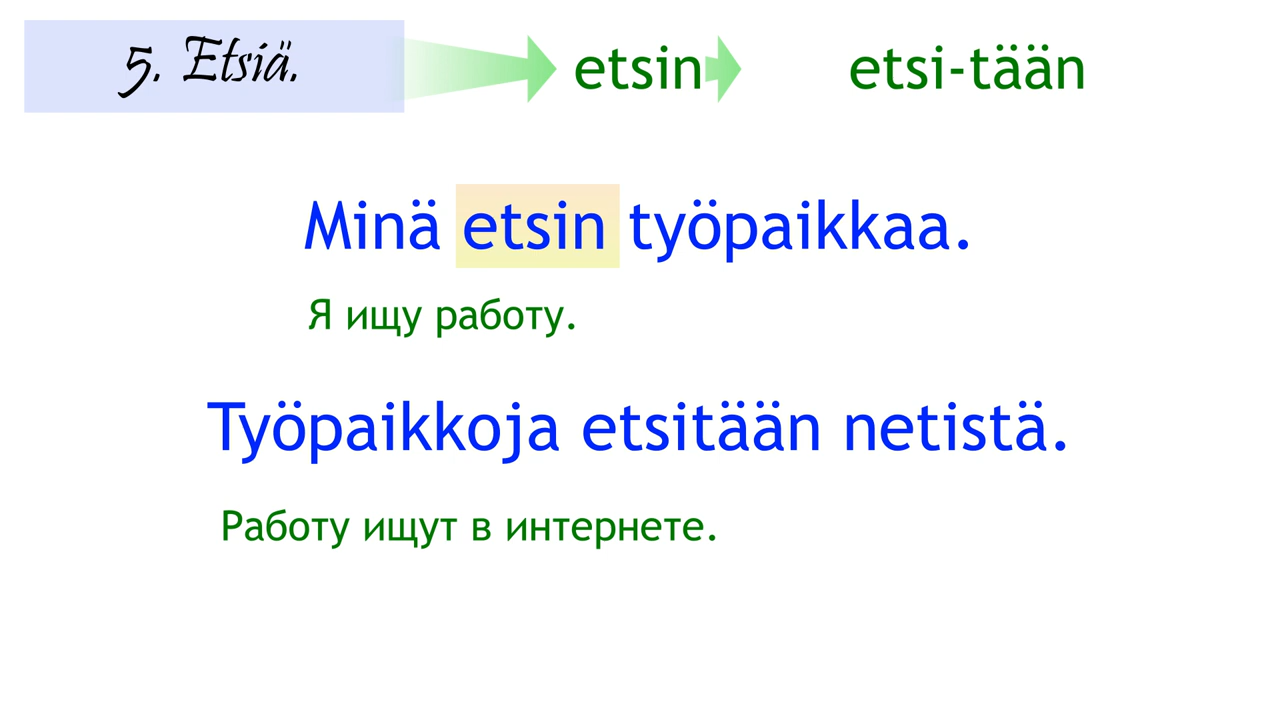 5. Etsiä. etsin etsi-tään
Minä etsin työpaikkaa.
Я ищу работу.
Työpaikkoja etsitään netistä.
Работу ищут в интернете.